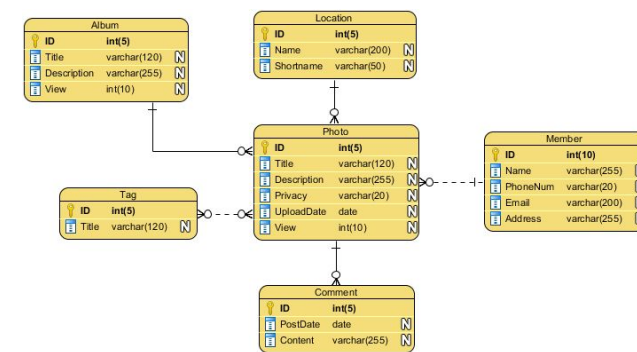 Album
ID int(5)
Title varchar(120) N
Description varchar(255) N
View int(10) N
Location
ID int(5)
Name varchar(200) N
Shortname varchar(50) N
Photo
ID int(5)
Title varchar(120) N
Description varchar(255) N
Privacy varchar(20) N
UploadDate date N
View int(10) N
Member
ID int(10)
Name varchar(255)
PhoneNum varchar(20)
Email varchar(200)
Address varchar(255)
Tag
ID int(5)
Title varchar(120) N
Comment
ID int(5)
PostDate date N
Content varchar(255) N